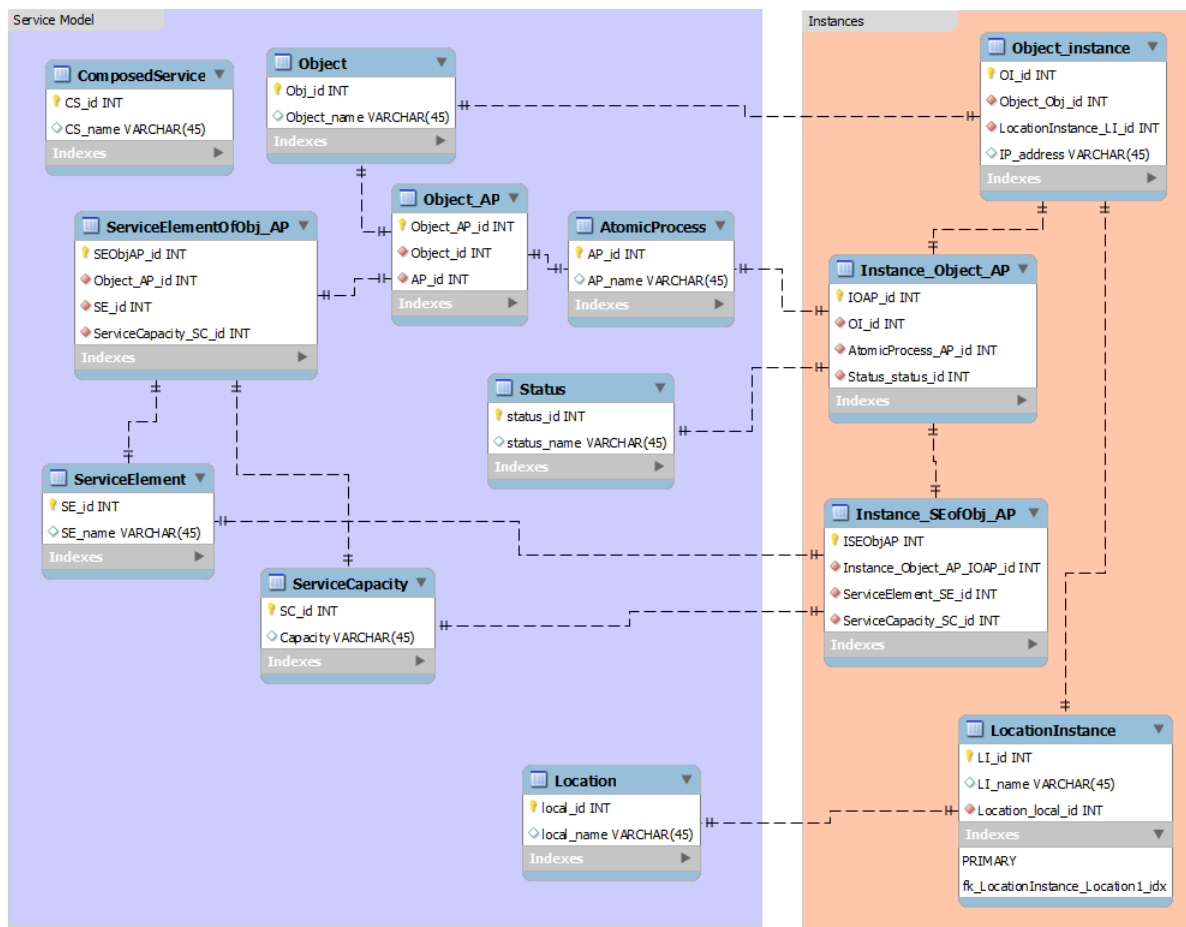 Service Model
ComposedService
CS_id INT
CS_name VARCHAR(45)
Indexes
Object
Obj_id INT
Object_name VARCHAR(45)
Indexes
ServiceElementOfObj_AP
SEObjAP_id INT
Object_AP_id INT
SE_id INT
ServiceCapacity_SC_id INT
Indexes
Object_AP
Object_AP_id INT
Object_id INT
AP_id INT
Indexes
AtomicProcess
AP_id INT
AP_name VARCHAR(45)
Indexes
Status
status_id INT
status_name VARCHAR(45)
Indexes
ServiceElement
SE_id INT
SE_name VARCHAR(45)
Indexes
ServiceCapacity
SC_id INT
Capacity VARCHAR(45)
Indexes
Location
local_id INT
local_name VARCHAR(45)
Indexes
Instances
Object_instance
OI_id INT
Object_Obj_id INT
LocationInstance_LI_id INT
IP_address VARCHAR(45)
Indexes
Instance_Object_AP
IOAP_id INT
OI_id INT
AtomicProcess_AP_id INT
Status_status_id INT
Indexes
Instance_SEofObj_AP
ISEObjAP INT
Instance_Object_AP_IOAP_id INT
ServiceElement_SE_id INT
ServiceCapacity_SC_id INT
Indexes
LocationInstance
LI_id INT
LI_name VARCHAR(45)
Location_local_id INT
Indexes
PRIMARY
fk_LocationInstance_Location1_idx